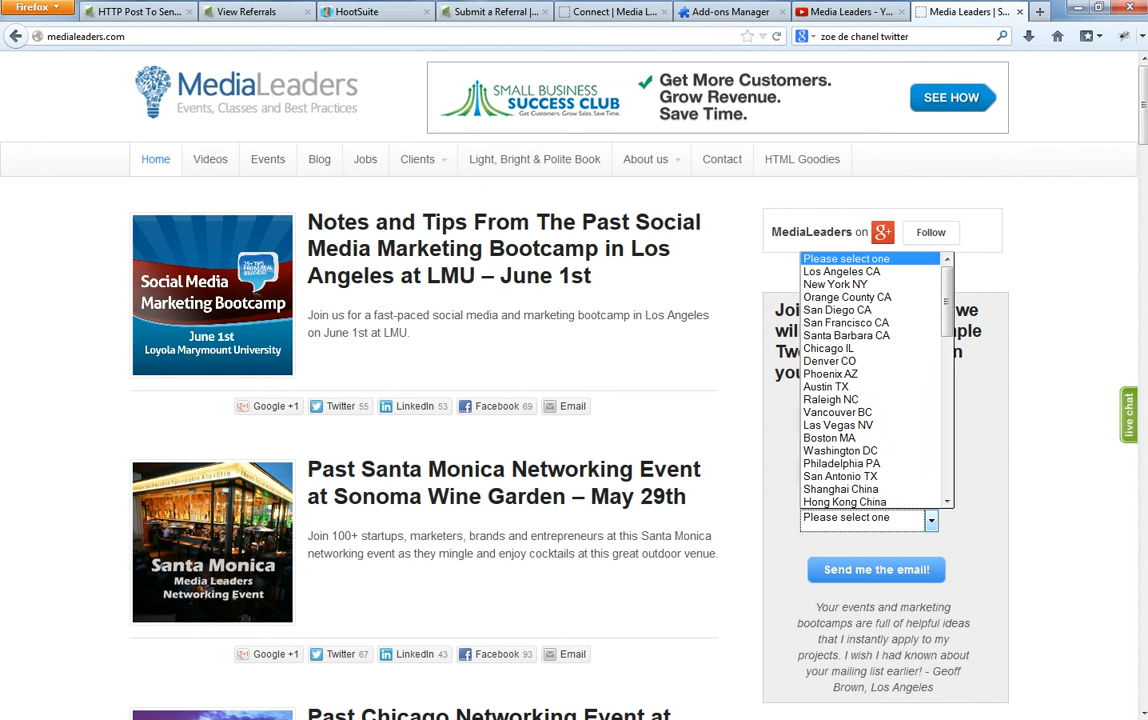 Firefox
HTTP Post To Sen...
View Referrals
HootSuite
Submit a Referral |...
Connect | Media L...
Add-ons Manager
Media Leaders - Y...
Media Leaders | S...
medialeaders.com
zoe de chanel twitter
MediaLeaders
Events, Classes and Best Practices
SMALL BUSINESS
SUCCESS CLUB
Get Customers. Grow Sales. Save Time.
Get More Customers.
Grow Revenue.
Save Time.
SEE HOW
Home
Videos
Events
Blog
Jobs
Clients
Light, Bright & Polite Book
About us
Contact
HTML Goodies
25+ TIPS
FROM REAL
BRANDS!
Social Media
Marketing Bootcamp
June 1st
Loyola Marymount University
Notes and Tips From The Past Social
Media Marketing Bootcamp in Los
Angeles at LMU – June 1st
Join us for a fast-paced social media and marketing bootcamp in Los Angeles
on June 1st at LMU.
Google +1
Twitter 55
LinkedIn 53
Facebook 69
Email
Santa Monica
Media Leaders
Networking Event
Past Santa Monica Networking Event
at Sonoma Wine Garden – May 29th
Join 100+ startups, marketers, brands and entrepreneurs at this Santa Monica
networking event as they mingle and enjoy cocktails at this great outdoor venue.
Google +1
Twitter 67
LinkedIn 43
Facebook 93
Email
Past Chicago Networking Event at
MediaLeaders on g+
Follow
Please select one
Los Angeles CA
New York NY
Orange County CA
San Diego CA
San Francisco CA
Santa Barbara CA
Chicago IL
Denver CO
Phoenix AZ
Austin TX
Raleigh NC
Vancouver BC
Las Vegas NV
Boston MA
Washington DC
Philadelphia PA
San Antonio TX
Shanghai China
Hong Kong China
Please select one
Send me the email!
Your events and marketing
bootcamps are full of helpful ideas
that I instantly apply to my
projects. I wish I had known about
your mailing list earlier! - Geoff
Brown, Los Angeles
live chat